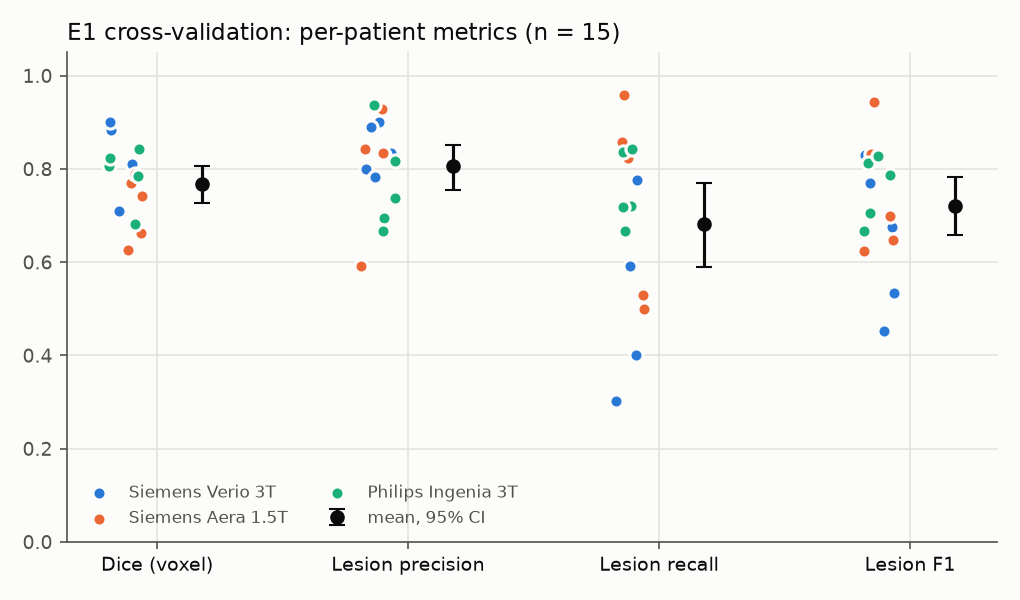 E1 cross-validation: per-patient metrics (n = 15)
1.0
0.8
0.6
0.4
0.2
0.0
Siemens Verio 3T
Philips Ingenia 3T
Siemens Aera 1.5T
mean, 95% CI
Dice (voxel)
Lesion precision
Lesion recall
Lesion F1